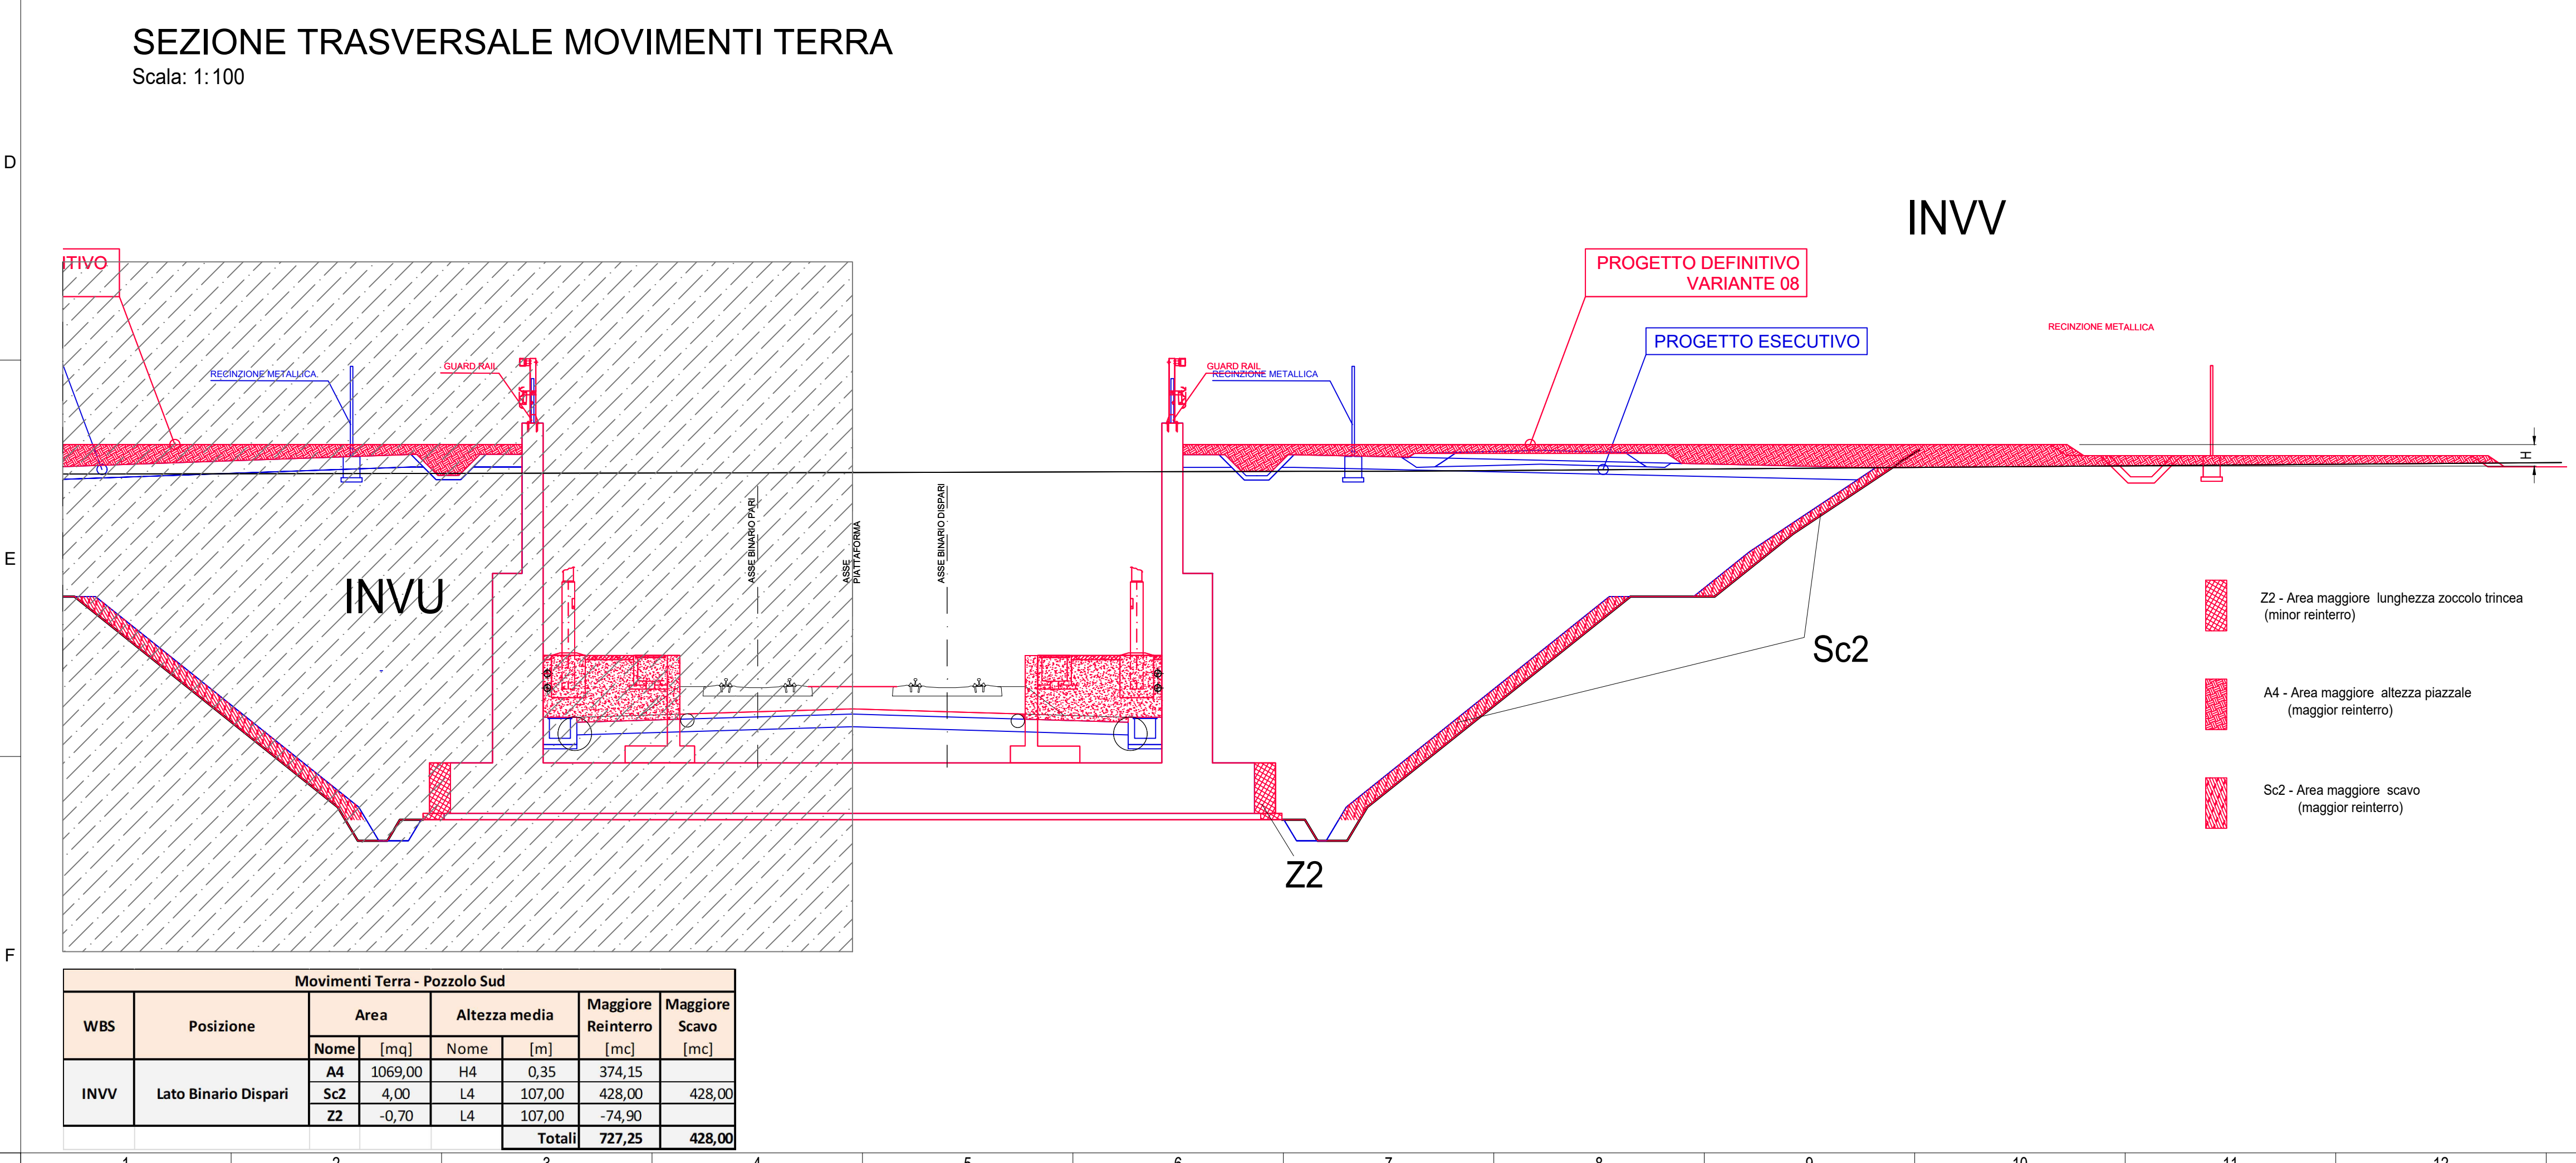 SEZIONE TRASVERSALE MOVIMENTI TERRA
Scala: 1:100
D
E
F
INVV
ITIVO
PROGETTO DEFINITIVO
VARIANTE 08
RECINZIONE METALLICA
PROGETTO ESECUTIVO
RECINZIONE METALLICA
GUARD RAIL
GUARD RAIL
RECINZIONE METALLICA
H
ASSE BINARIO PARI
ASSE
PIATTAFORMA
ASSE BINARIO DISPARI
INVU
Sc2
Z2
Z2 - Area maggiore lunghezza zoccolo trincea
(minor reinterro)
A4 - Area maggiore altezza piazzale
(maggior reinterro)
Sc2 - Area maggiore scavo
(maggior reinterro)
Movimenti Terra - Pozzolo Sud
WBS Posizione Area Altezza media Maggiore Reinterro Maggiore Scavo
Nome [mq] Nome [m] [mc] [mc]
INVV Lato Binario Dispari
A4 1069,00 H4 0,35 374,15
Sc2 4,00 L4 107,00 428,00 428,00
Z2 -0,70 L4 107,00 -74,90
Totali 727,25 428,00
1 2 3 4 5 6 7 8 9 10 11 12